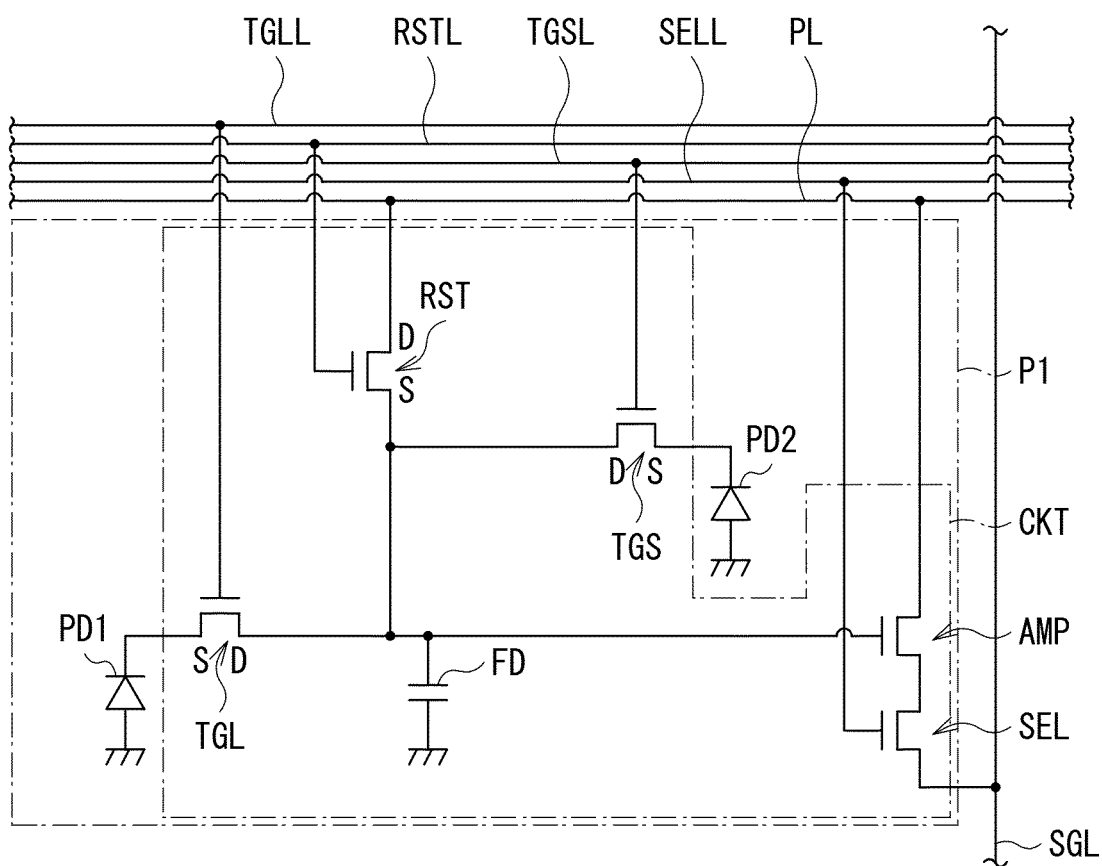 TGLL RSTL TGSL SELL PL
RST
D
S
P1
PD2
D S
CKT
TGS
PD1
AMP
S D
FD
TGL
SEL
SGL